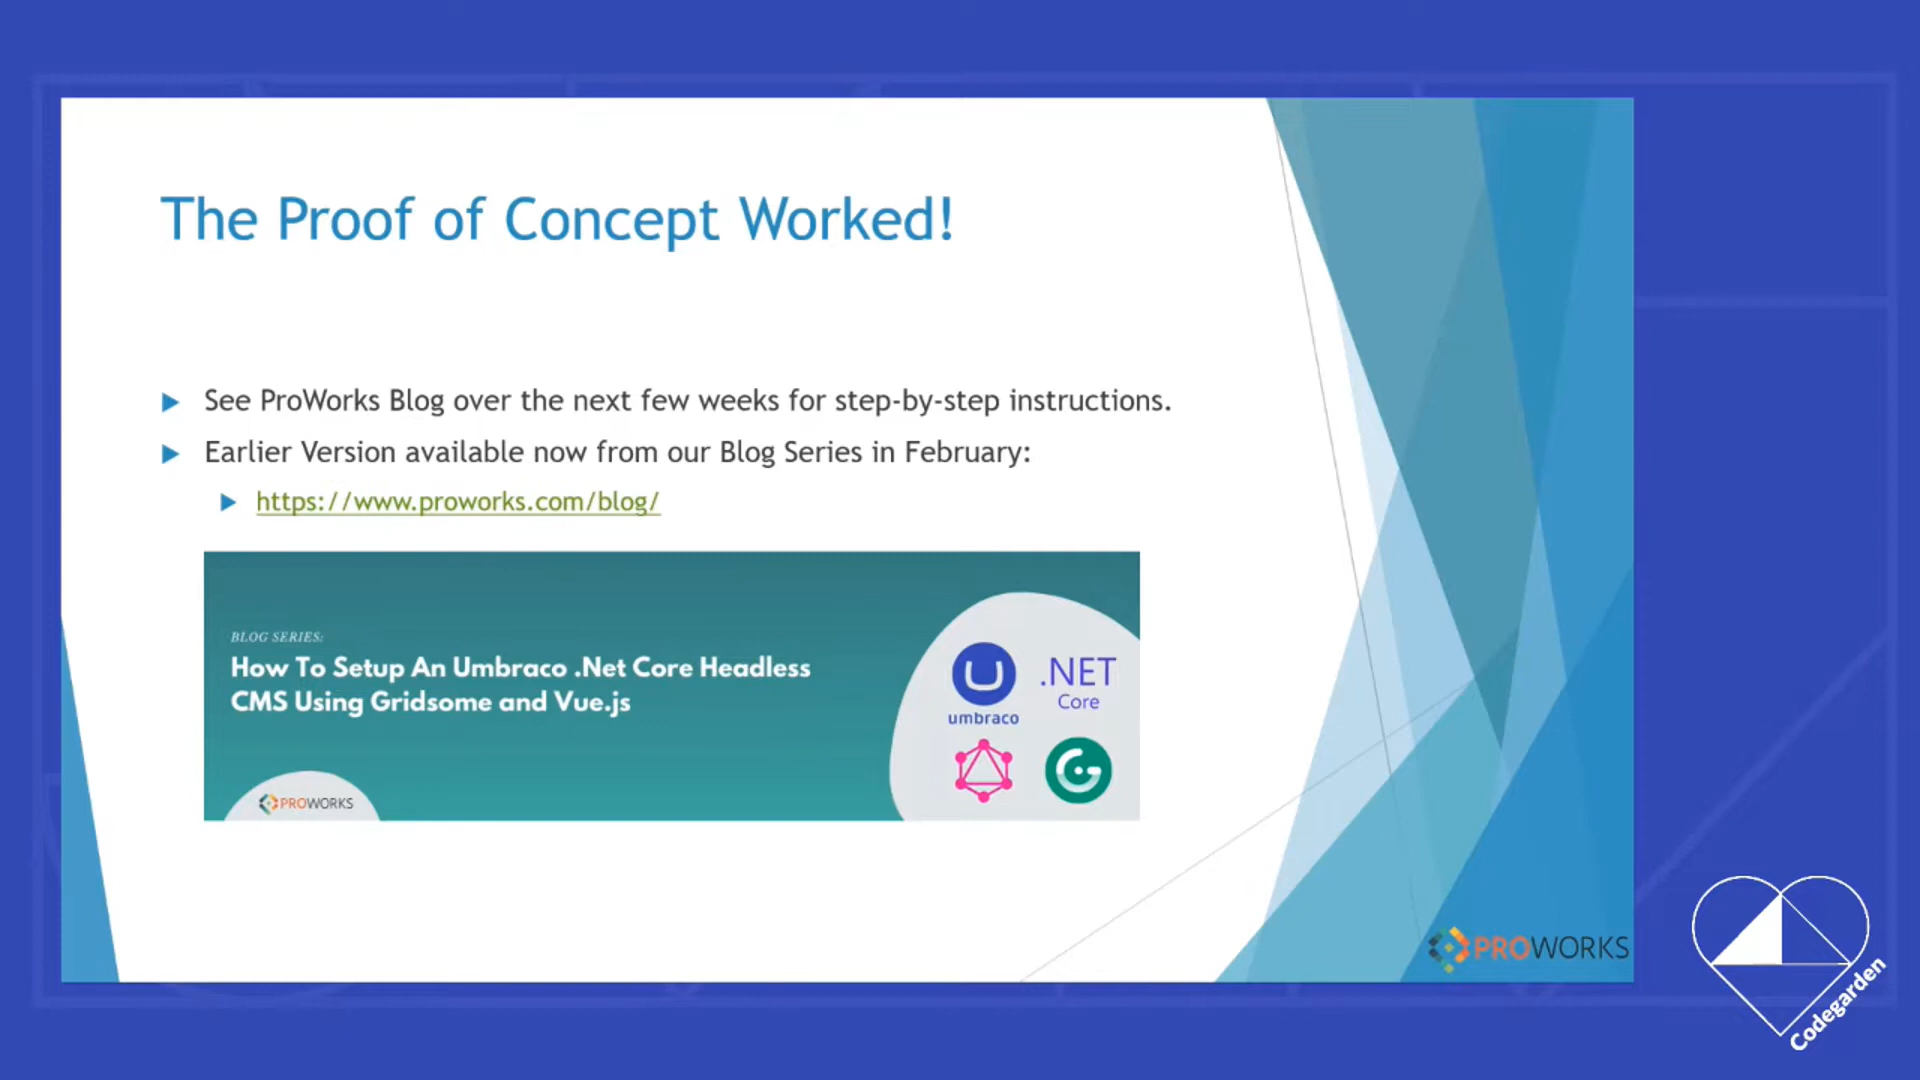 The Proof of Concept Worked!
See ProWorks Blog over the next few weeks for step-by-step instructions.
Earlier Version available now from our Blog Series in February:
https://www.proworks.com/blog/
BLOG SERIES:
How To Setup An Umbraco .Net Core Headless
CMS Using Gridsome and Vue.js
umbraco
.NET
Core
PROWORKS
PROWORKS
Codegarden